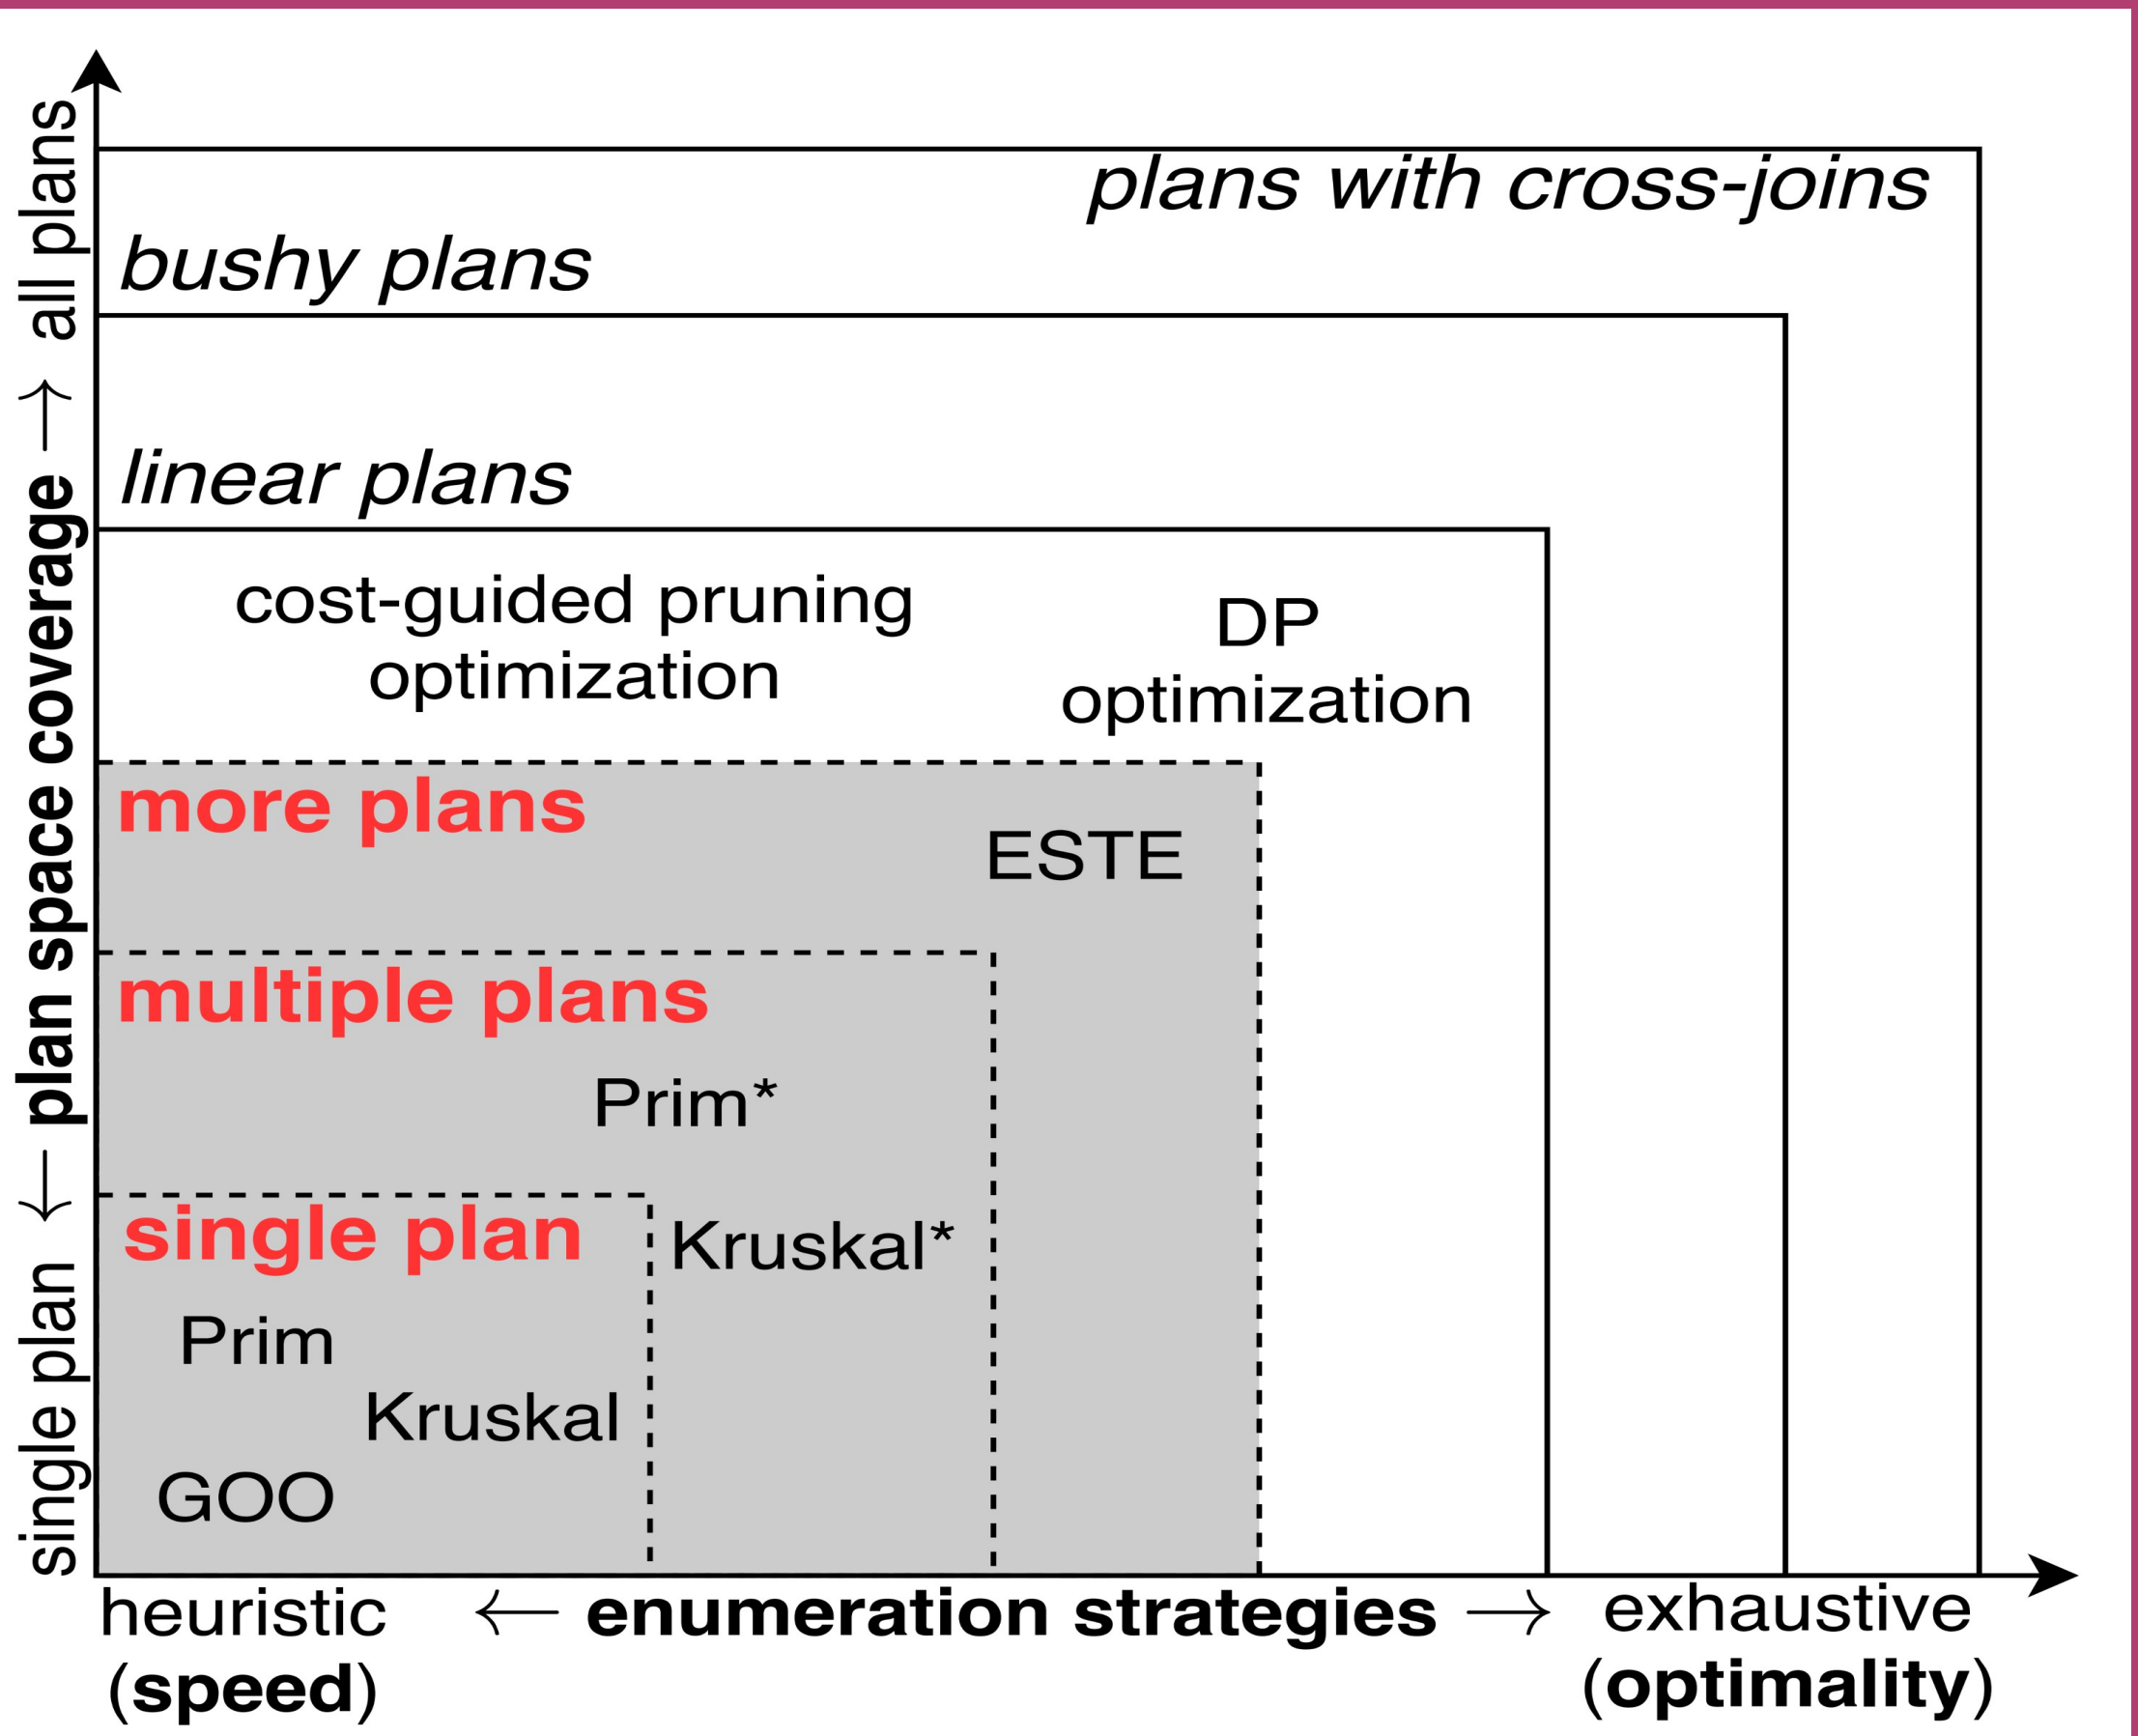 plans with cross-joins
bushy plans
linear plans
cost-guided pruning
optimization
DP
optimization
more plans
ESTE
multiple plans
Prim*
single plan
Kruskal*
Prim
Kruskal
GOO
single plan ← plan space coverage → all plans
heuristic ← enumeration strategies → exhaustive
(speed) (optimality)